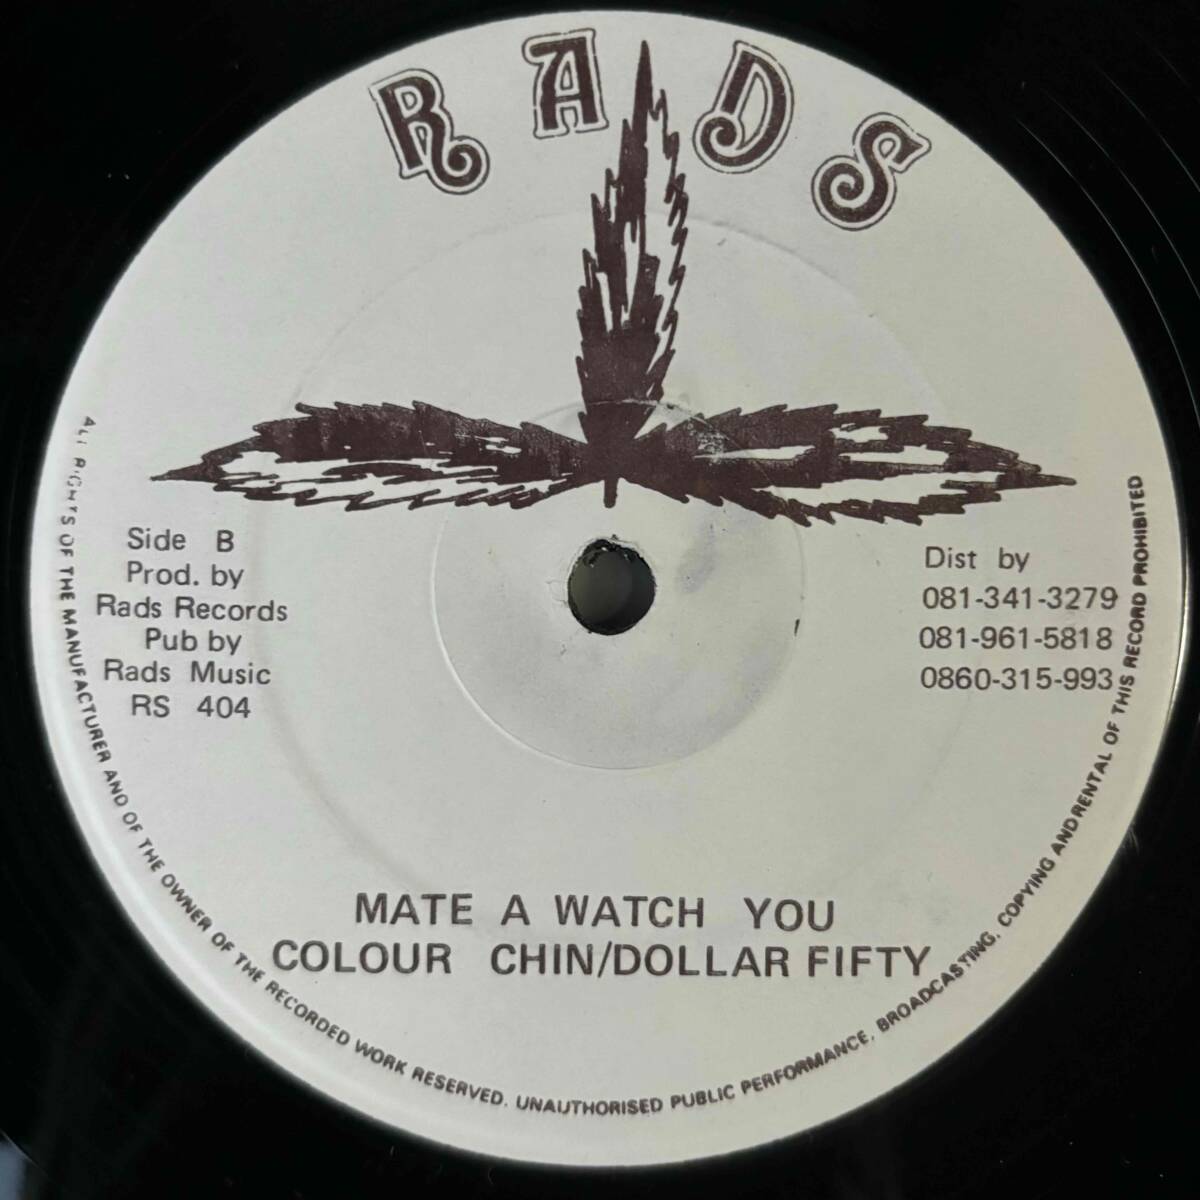 RADS
Side B
Prod. by
Rads Records
Pub by
Rads Music
RS 404
Dist by
081-341-3279
081-961-5818
0860-315-993
MATE A WATCH YOU
COLOUR CHIN/DOLLAR FIFTY
ALL RIGHTS OF THE MANUFACTURER AND OF THE OWNER OF THE RECORDED WORK RESERVED. UNAUTHORISED PUBLIC PERFORMANCE, BROADCASTING, COPYING AND RENTAL OF THIS RECORD PROHIBITED